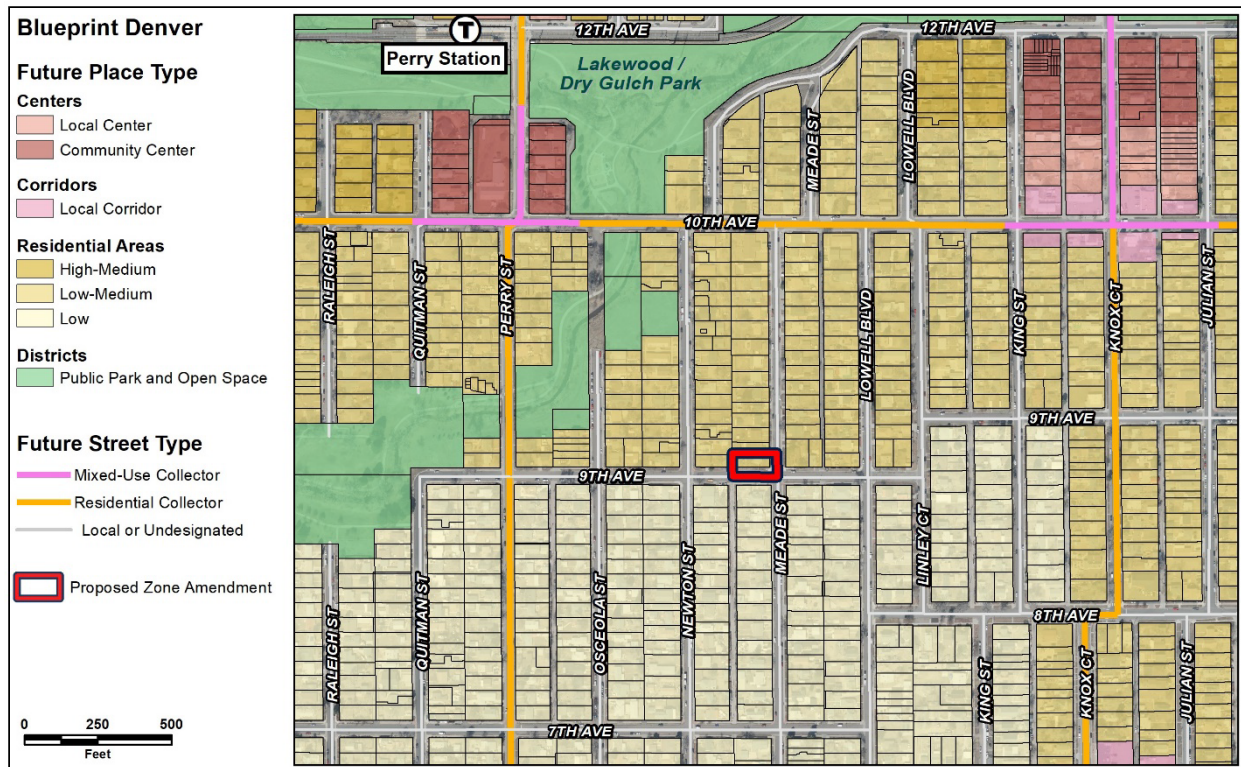 Blueprint Denver
Future Place Type
Centers
Local Center
Community Center
Corridors
Local Corridor
Residential Areas
High-Medium
Low-Medium
Low
Districts
Public Park and Open Space
Future Street Type
Mixed-Use Collector
Residential Collector
Local or Undesignated
Proposed Zone Amendment
0 250 500
Feet
T
Perry Station
12TH AVE
12TH AVE
Lakewood /
Dry Gulch Park
MEADE ST
LOWELL BLVD
10TH AVE
RALEIGH ST
QUITMAN ST
PERRY ST
LOWELL BLVD
KING ST
KNOX CT
JULIAN ST
9TH AVE
9TH AVE
RALEIGH ST
QUITMAN ST
OSCEOLA ST
NEWTON ST
MEADE ST
LINLEY CT
8TH AVE
KING ST
KNOX CT
JULIAN ST
7TH AVE